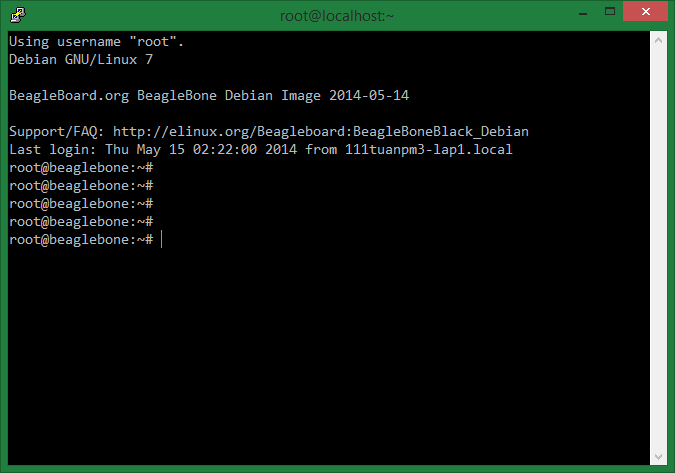 root@localhost:~
Using username "root".
Debian GNU/Linux 7
BeagleBoard.org BeagleBone Debian Image 2014-05-14
Support/FAQ: http://elinux.org/Beagleboard:BeagleBoneBlack_Debian
Last login: Thu May 15 02:22:00 2014 from 111tuanpm3-lap1.local
root@beaglebone:~#
root@beaglebone:~#
root@beaglebone:~#
root@beaglebone:~#
root@beaglebone:~#